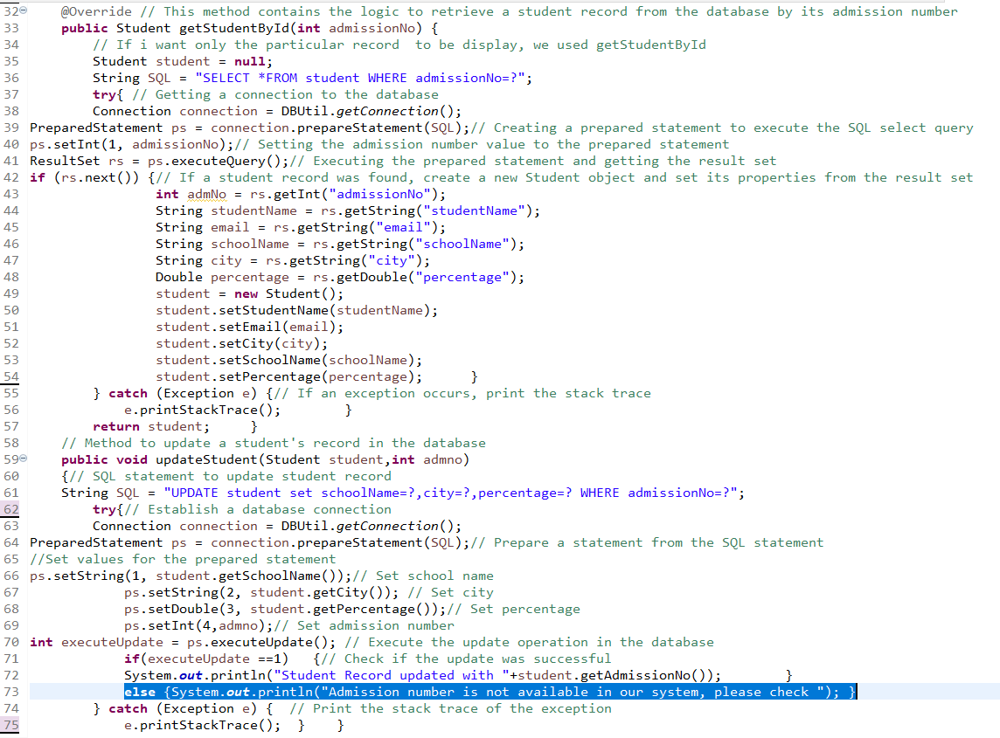 32 @Override // This method contains the logic to retrieve a student record from the database by its admission number
33 public Student getStudentById(int admissionNo) {
34 // If i want only the particular record  to be display, we used getStudentById
35 Student student = null;
36 String SQL = "SELECT *FROM student WHERE admissionNo=?";
37 try{ // Getting a connection to the database
38 Connection connection = DBUtil.getConnection();
39 PreparedStatement ps = connection.prepareStatement(SQL);// Creating a prepared statement to execute the SQL select query
40 ps.setInt(1, admissionNo);// Setting the admission number value to the prepared statement
41 ResultSet rs = ps.executeQuery();// Executing the prepared statement and getting the result set
42 if (rs.next()) {// If a student record was found, create a new Student object and set its properties from the result set
43 int admNo = rs.getInt("admissionNo");
44 String studentName = rs.getString("studentName");
45 String email = rs.getString("email");
46 String schoolName = rs.getString("schoolName");
47 String city = rs.getString("city");
48 Double percentage = rs.getDouble("percentage");
49 student = new Student();
50 student.setStudentName(studentName);
51 student.setEmail(email);
52 student.setCity(city);
53 student.setSchoolName(schoolName);
54 student.setPercentage(percentage);      }
55 } catch (Exception e) {// If an exception occurs, print the stack trace
56 e.printStackTrace();        }
57 return student;     }
58 // Method to update a student's record in the database
59 public void updateStudent(Student student,int admno)
60 {// SQL statement to update student record
61 String SQL = "UPDATE student set schoolName=?,city=?,percentage=? WHERE admissionNo=?";
62 try{// Establish a database connection
63 Connection connection = DBUtil.getConnection();
64 PreparedStatement ps = connection.prepareStatement(SQL);// Prepare a statement from the SQL statement
65 //Set values for the prepared statement
66 ps.setString(1, student.getSchoolName());// Set school name
67 ps.setString(2, student.getCity()); // Set city
68 ps.setDouble(3, student.getPercentage());// Set percentage
69 ps.setInt(4,admno);// Set admission number
70 int executeUpdate = ps.executeUpdate(); // Execute the update operation in the database
71 if(executeUpdate ==1)   {// Check if the update was successful
72 System.out.println("Student Record updated with "+student.getAdmissionNo());        }
73 else {System.out.println("Admission number is not available in our system, please check "); }
74 } catch (Exception e) {  // Print the stack trace of the exception
75 e.printStackTrace();  }    }